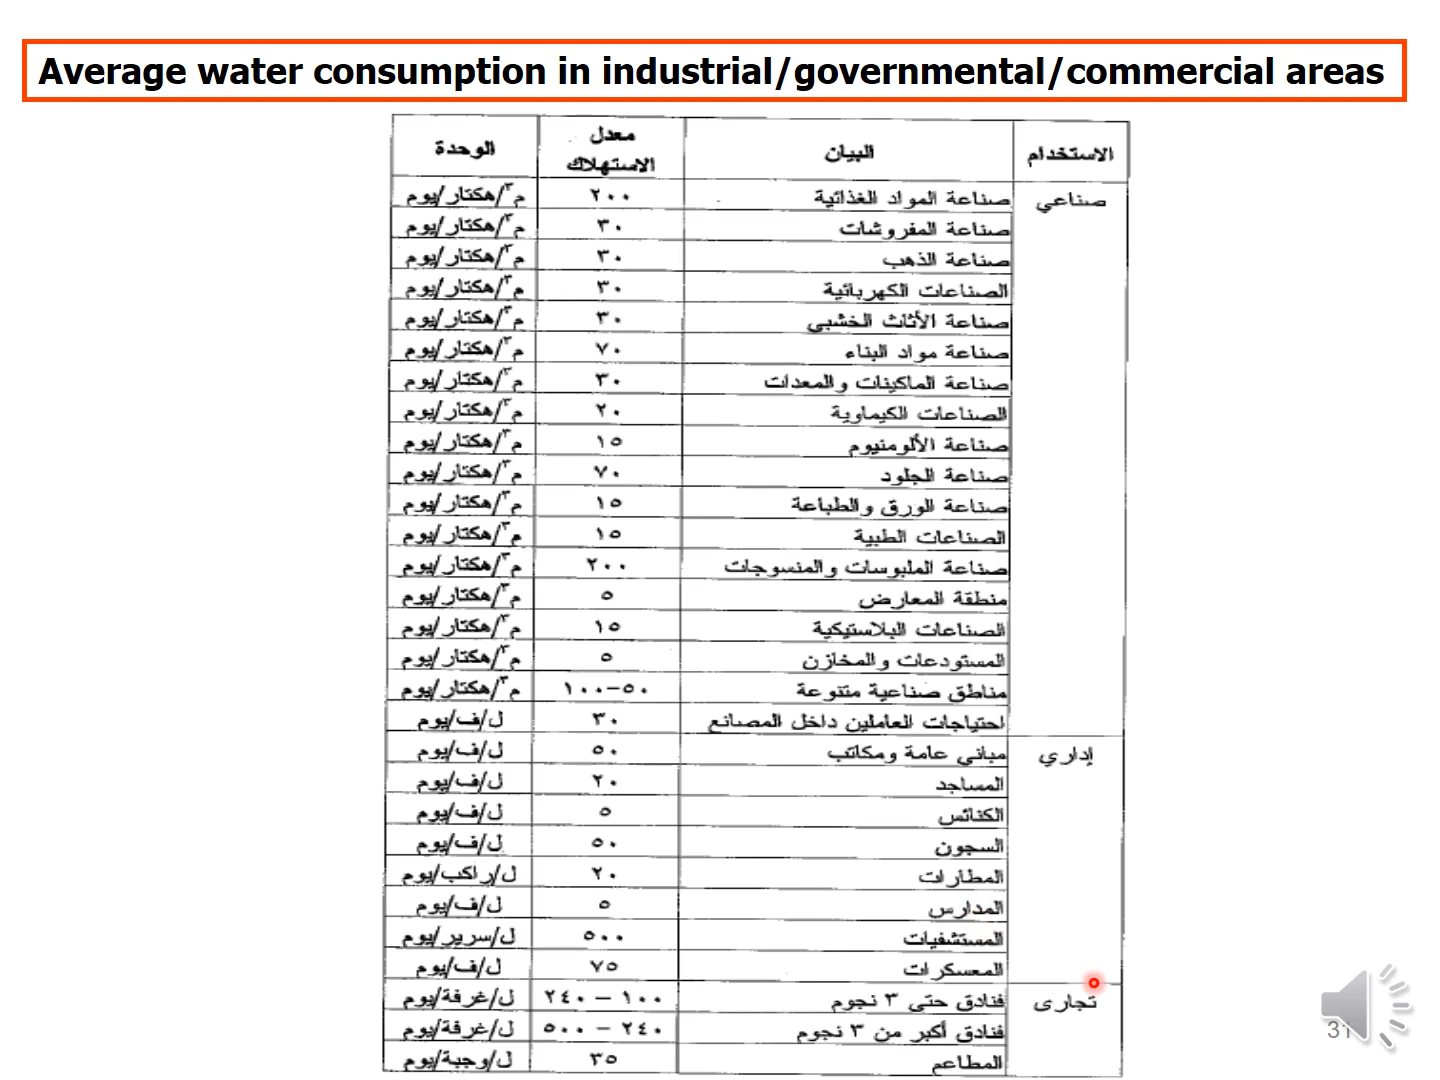 Average water consumption in industrial/governmental/commercial areas
الاستخدام البيان معدل الاستهلاك الوحدة
صناعي صناعة المواد الغذائية ٢٠٠ م٣/هكتار/يوم
صناعة المفروشات ٣٠ م٣/هكتار/يوم
صناعة الذهب ٣٠ م٣/هكتار/يوم
الصناعات الكهربائية ٣٠ م٣/هكتار/يوم
صناعة الأثاث الخشبي ٣٠ م٣/هكتار/يوم
صناعة مواد البناء ٧٠ م٣/هكتار/يوم
صناعة الماكينات والمعدات ٣٠ م٣/هكتار/يوم
الصناعات الكيماوية ٢٠ م٣/هكتار/يوم
صناعة الألومنيوم ١٥ م٣/هكتار/يوم
صناعة الجلود ٧٠ م٣/هكتار/يوم
صناعة الورق والطباعة ١٥ م٣/هكتار/يوم
الصناعات الطبية ١٥ م٣/هكتار/يوم
صناعة الملبوسات والمنسوجات ٢٠٠ م٣/هكتار/يوم
منطقة المعارض ٥ م٣/هكتار/يوم
الصناعات البلاستيكية ١٥ م٣/هكتار/يوم
المستودعات والمخازن ٥ م٣/هكتار/يوم
مناطق صناعية متنوعة ٥٠-١٠٠ م٣/هكتار/يوم
احتياجات العاملين داخل المصانع ٣٠ ل/ف/يوم
إداري مباني عامة ومكاتب ٥٠ ل/ف/يوم
المساجد ٢٠ ل/ف/يوم
الكنائس ٥ ل/ف/يوم
السجون ٥٠ ل/ف/يوم
المطارات ٢٠ ل/راكب/يوم
المدارس ٥ ل/ف/يوم
المستشفيات ٥٠٠ ل/سرير/يوم
المعسكرات ٧٥ ل/ف/يوم
تجارى فنادق حتى ٣ نجوم ١٠٠ – ٢٤٠ ل/غرفة/يوم
فنادق أكبر من ٣ نجوم ٢٤٠ – ٥٠٠ ل/غرفة/يوم
المطاعم ٣٥ ل/وجبة/يوم
31